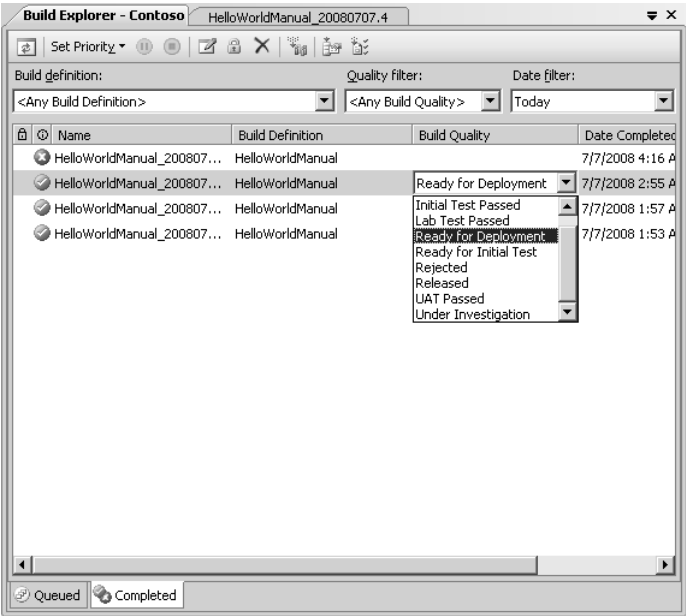 Build Explorer - Contoso HelloWorldManual_20080707.4
Set Priority
Build definition: Quality filter: Date filter:
<Any Build Definition> <Any Build Quality> Today
Name Build Definition Build Quality Date Completed
HelloWorldManual_200807... HelloWorldManual 7/7/2008 4:16 A
HelloWorldManual_200807... HelloWorldManual Ready for Deployment 7/7/2008 2:55 A
HelloWorldManual_200807... HelloWorldManual 7/7/2008 1:57 A
HelloWorldManual_200807... HelloWorldManual 7/7/2008 1:53 A
Initial Test Passed
Lab Test Passed
Ready for Deployment
Ready for Initial Test
Rejected
Released
UAT Passed
Under Investigation
Queued Completed